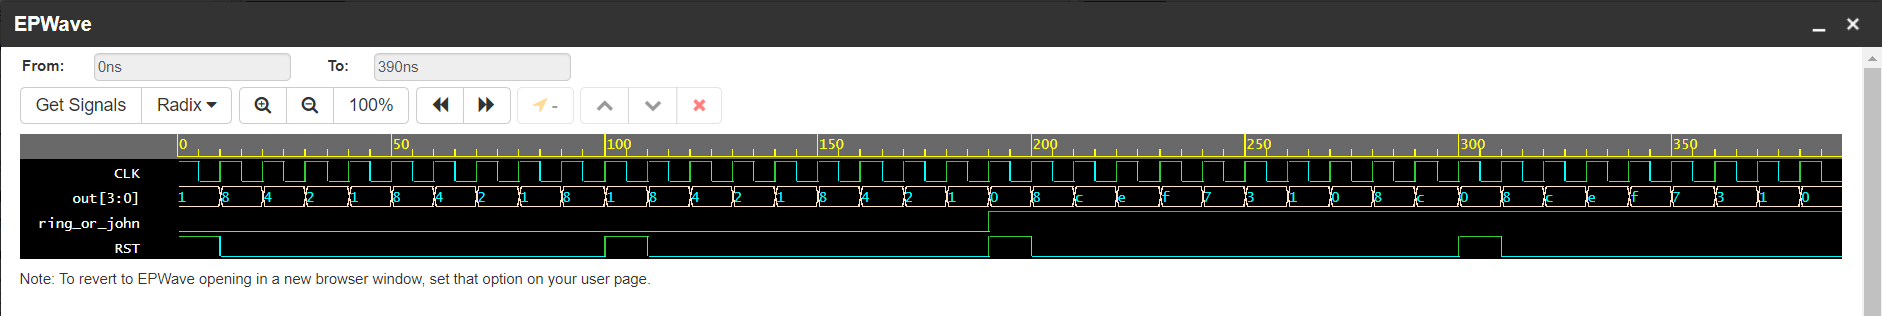 EPWave
From: 0ns To: 390ns
Get Signals Radix 100% -
0 50 100 150 200 250 300 350
CLK
out[3:0] 1 8 4 2 1 8 4 2 1 8 1 8 4 2 1 8 4 2 1 0 8 c e f 7 3 1 0 8 c 0 8 c e f 7 3 1 0
ring_or_john
RST
Note: To revert to EPWave opening in a new browser window, set that option on your user page.